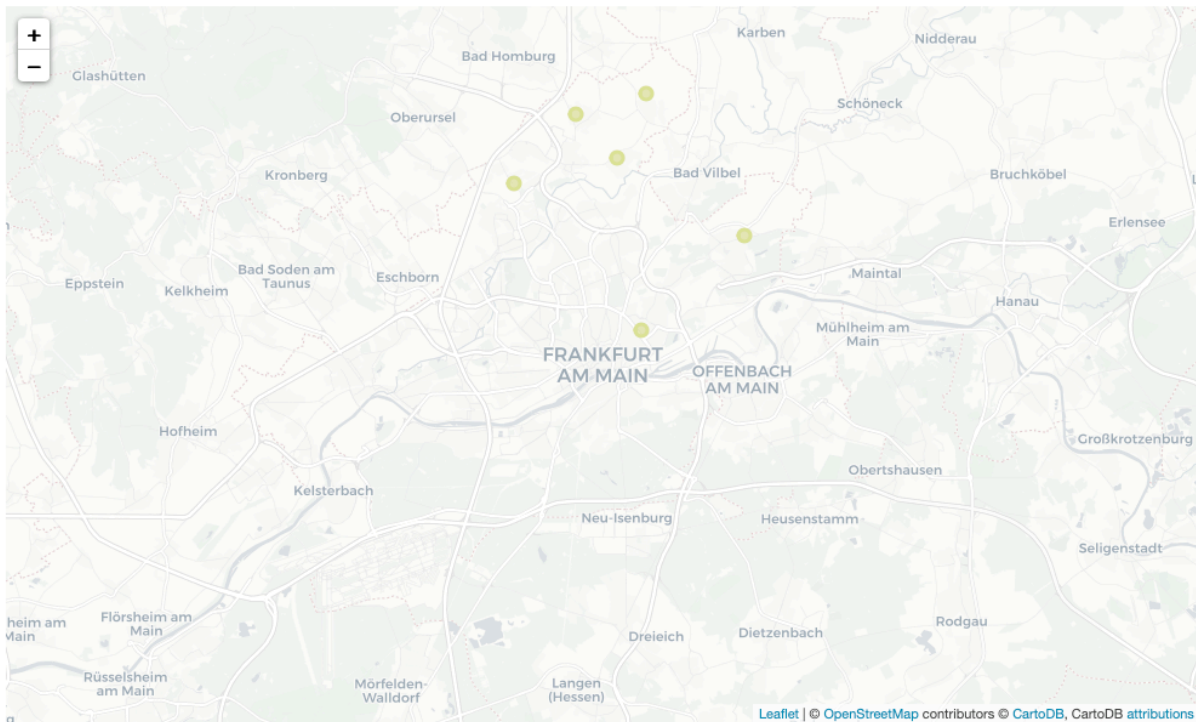 +
−
Karben
Nidderau
Bad Homburg
Glashütten
Schöneck
Oberursel
Kronberg
Bad Vilbel
Bruchköbel
Erlensee
Bad Soden am
Taunus
Eschborn
Maintal
Eppstein
Kelkheim
Hanau
Mühlheim am
Main
FRANKFURT
AM MAIN
OFFENBACH
AM MAIN
Hofheim
Großkrotzenburg
Obertshausen
Kelsterbach
Neu-Isenburg
Heusenstamm
Seligenstadt
heim am
Main
Flörsheim am
Main
Rodgau
Dreieich
Dietzenbach
Rüsselsheim
am Main
Mörfelden-
Walldorf
Langen
(Hessen)
Leaflet | © OpenStreetMap contributors © CartoDB, CartoDB attributions